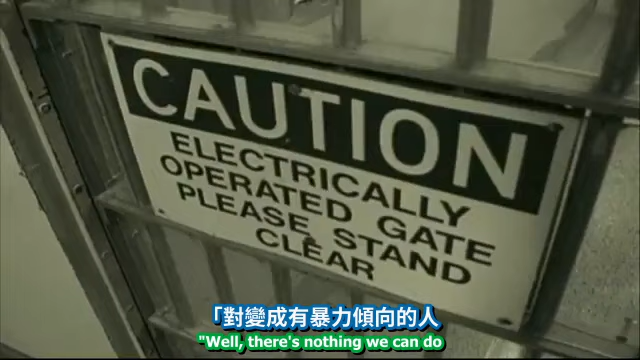 CAUTION
ELECTRICALLY
OPERATED GATE
PLEASE STAND
CLEAR
「對變成有暴力傾向的人
"Well, there's nothing we can do